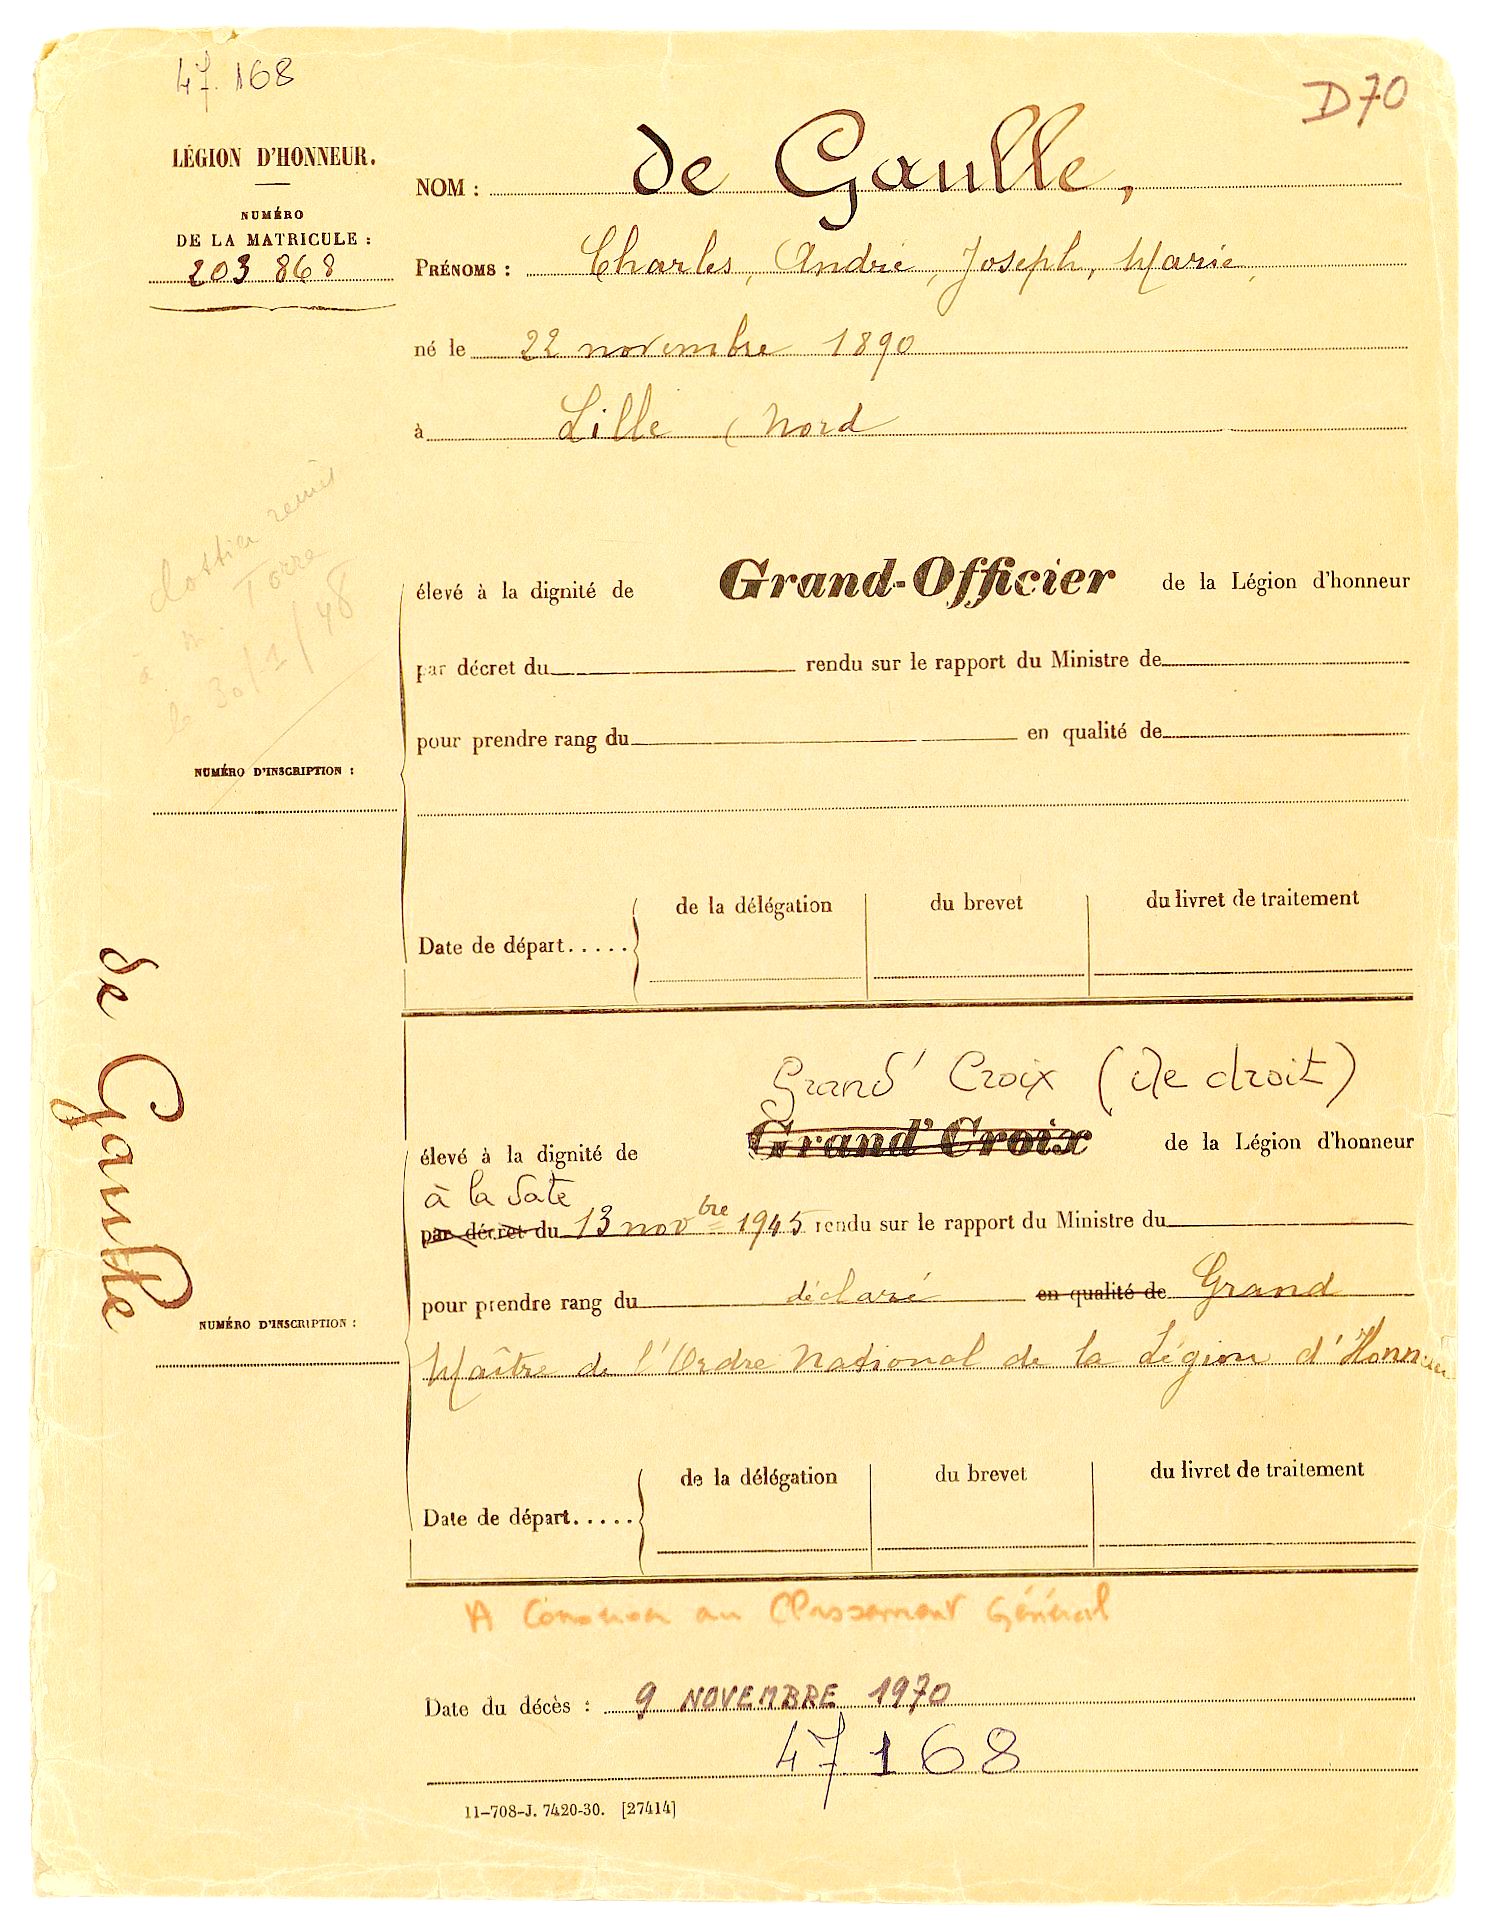 47.168
D70
LÉGION D'HONNEUR.
NUMÉRO
DE LA MATRICULE :
203 868
NOM : de Gaulle,
PRÉNOMS : Charles, André, Joseph, Marie,
né le 22 novembre 1890
à Lille (Nord
dossier remis
à M. Torre
le 30/1/48
élevé à la dignité de Grand-Officier de la Légion d'honneur
par décret du rendu sur le rapport du Ministre de
pour prendre rang du en qualité de
NUMÉRO D'INSCRIPTION :
de la délégation du brevet du livret de traitement
Date de départ.....
de Gaulle
Grand' Croix (de droit)
élevé à la dignité de Grand'Croix de la Légion d'honneur
à la date
par décret du 13 novbre 1945 rendu sur le rapport du Ministre du
pour prendre rang du déclaré en qualité de Grand
Maître de l'Ordre National de la Légion d'Honneur
NUMÉRO D'INSCRIPTION :
de la délégation du brevet du livret de traitement
Date de départ.....
A au Classement Général
Date du décès : 9 NOVEMBRE 1970
47168
11-708-J. 7420-30. [27414]